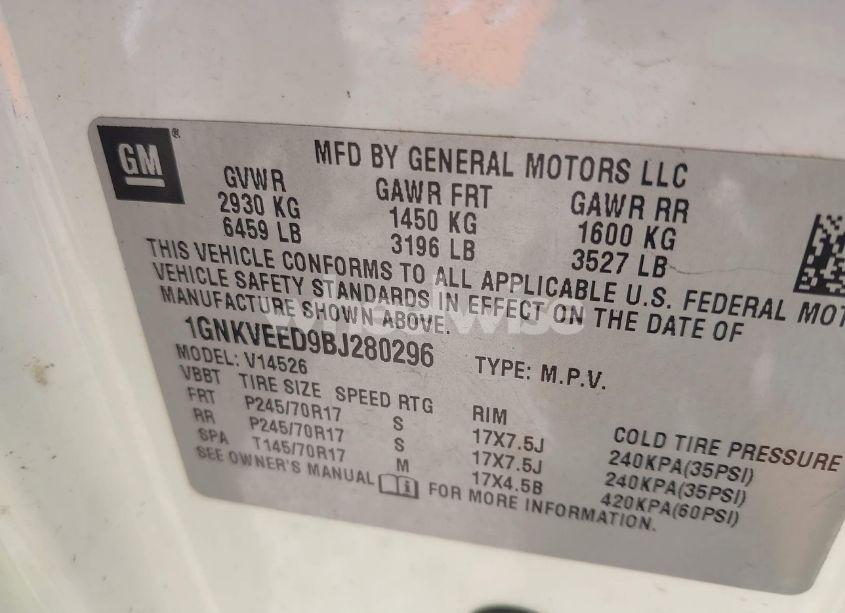 GM®
MFD BY GENERAL MOTORS LLC
GVWR GAWR FRT GAWR RR
2930 KG 1450 KG 1600 KG
6459 LB 3196 LB 3527 LB
THIS VEHICLE CONFORMS TO ALL APPLICABLE U.S. FEDERAL MOT
VEHICLE SAFETY STANDARDS IN EFFECT ON THE DATE OF
MANUFACTURE SHOWN ABOVE.
1GNKVEED9BJ280296 TYPE: M.P.V.
MODEL: V14526
VBBT TIRE SIZE SPEED RTG RIM COLD TIRE PRESSURE
FRT P245/70R17 S 17X7.5J 240KPA(35PSI)
RR P245/70R17 S 17X7.5J 240KPA(35PSI)
SPA T145/70R17 M 17X4.5B 420KPA(60PSI)
SEE OWNER'S MANUAL FOR MORE INFORMATION.